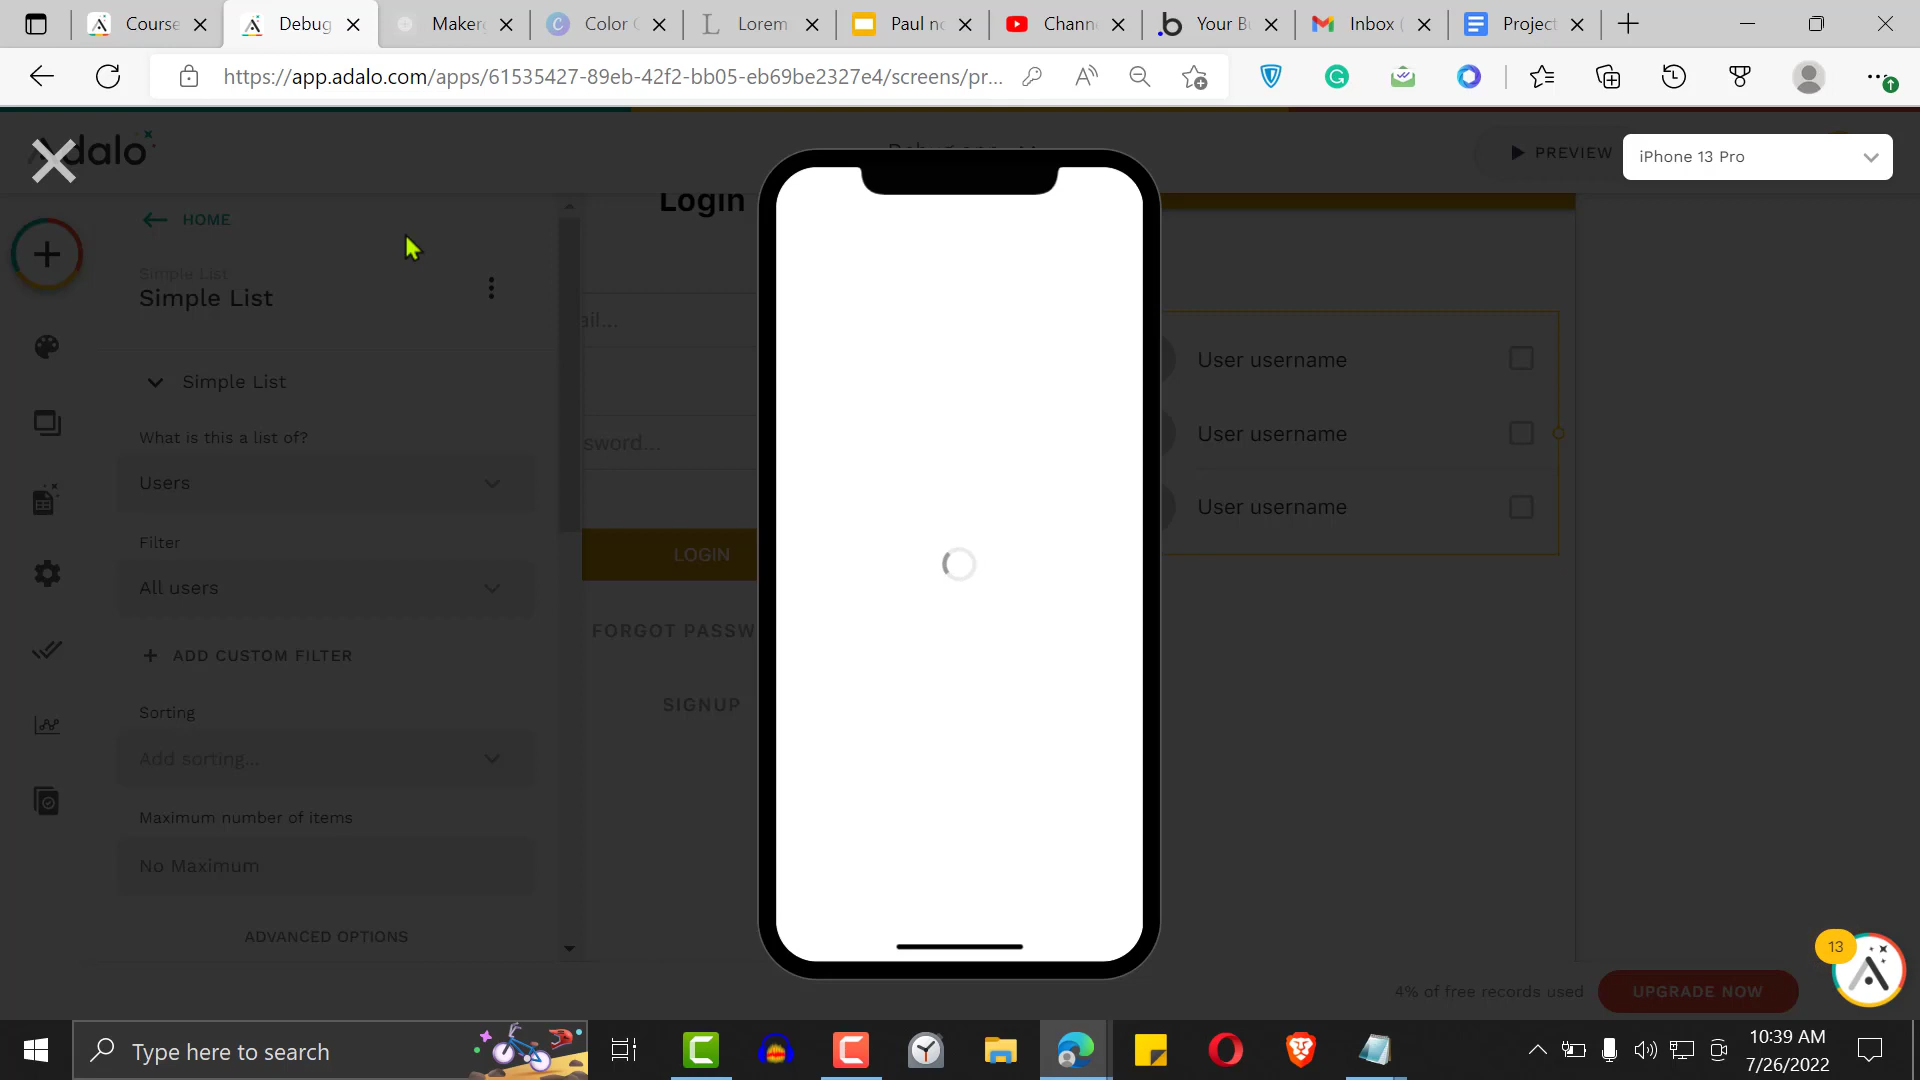 Course
Debug
Maker
Color C
Lorem
Paul no
Chann
Your B
Inbox (
Project
https://app.adalo.com/apps/61535427-89eb-42f2-bb05-eb69be2327e4/screens/pr...
Adalo
PREVIEW
iPhone 13 Pro
HOME
Simple List
Simple List
Simple List
What is this a list of?
Users
Filter
All users
+ ADD CUSTOM FILTER
Sorting
Add sorting...
Maximum number of items
No Maximum
ADVANCED OPTIONS
Login
ail...
sword...
LOGIN
FORGOT PASSW
SIGNUP
User username
User username
User username
13
4% of free records used
UPGRADE NOW
Type here to search
10:39 AM
7/26/2022